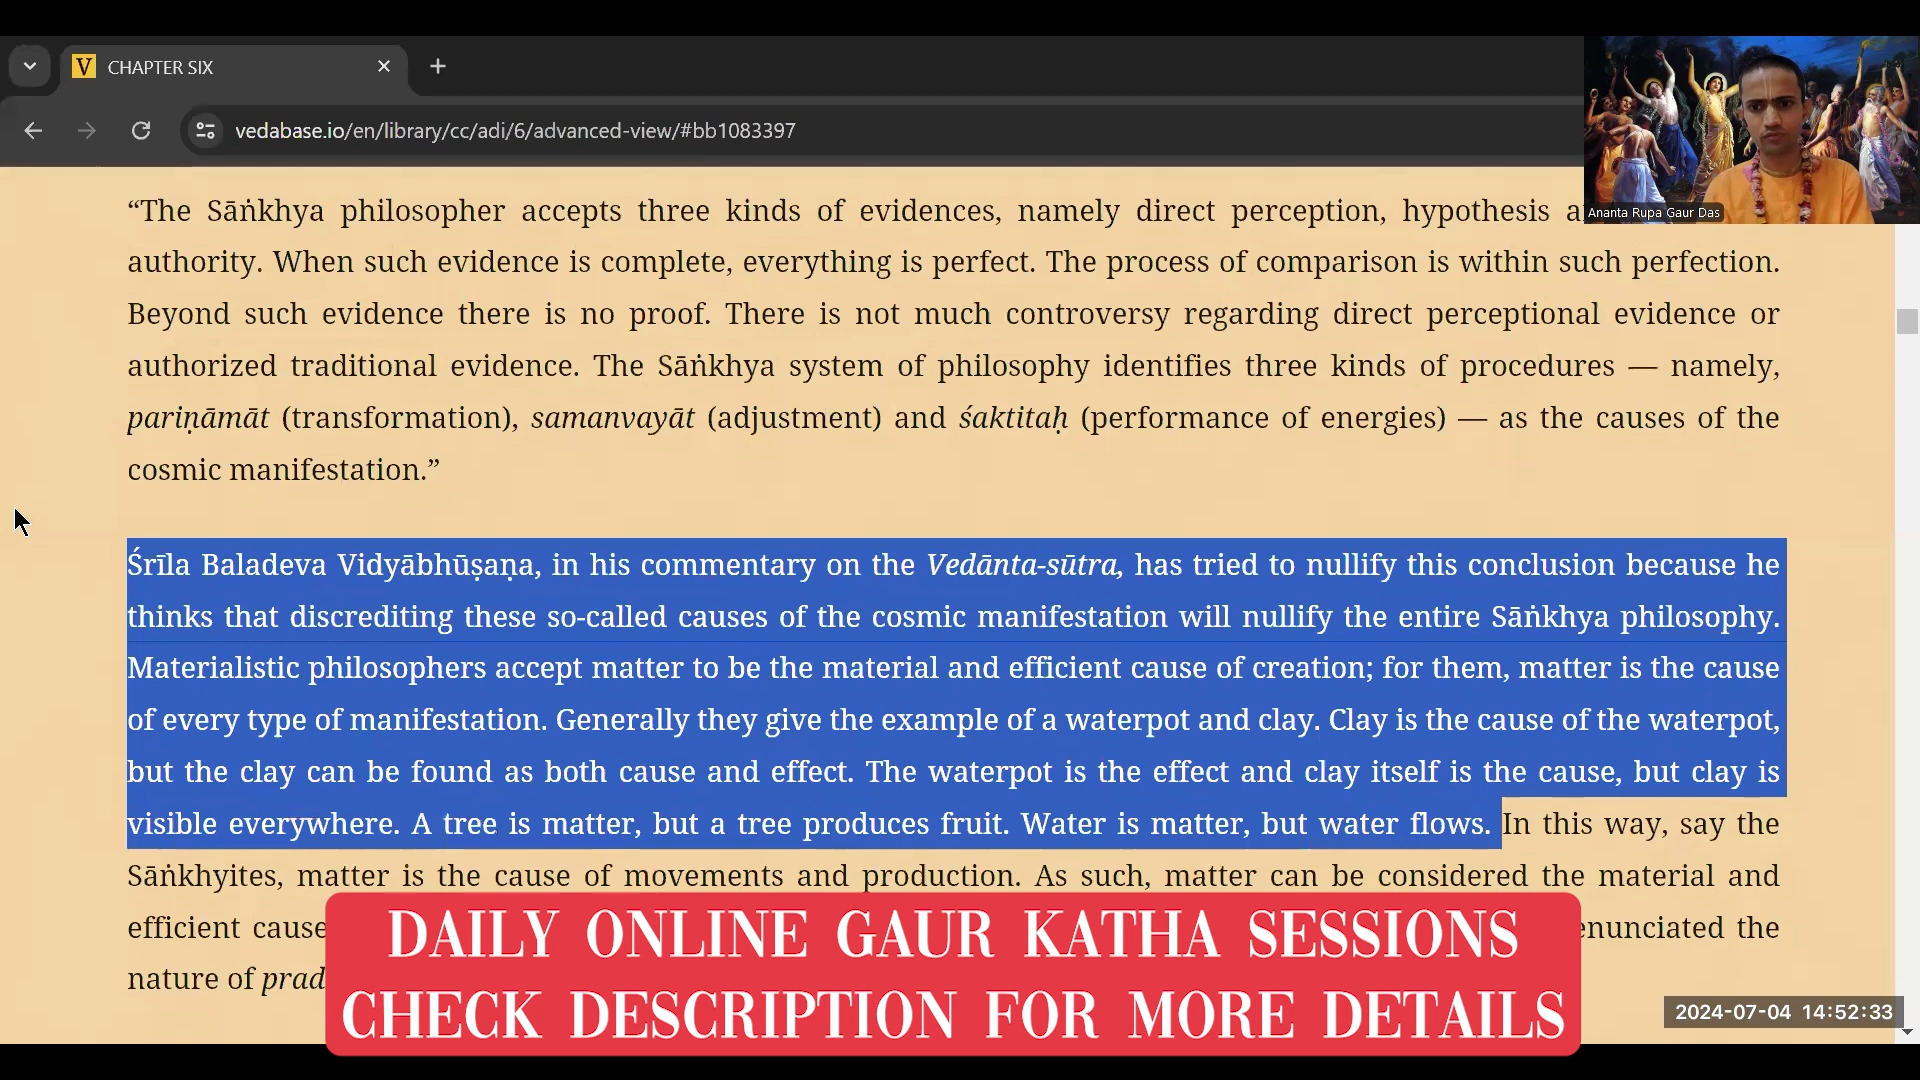 CHAPTER SIX
vedabase.io/en/library/cc/adi/6/advanced-view/#bb1083397
Ananta Rupa Gaur Das
“The Sāṅkhya philosopher accepts three kinds of evidences, namely direct perception, hypothesis
authority. When such evidence is complete, everything is perfect. The process of comparison is within such perfection.
Beyond such evidence there is no proof. There is not much controversy regarding direct perceptional evidence or
authorized traditional evidence. The Sāṅkhya system of philosophy identifies three kinds of procedures — namely,
pariṇāmāt (transformation), samanvayāt (adjustment) and śaktitaḥ (performance of energies) — as the causes of the
cosmic manifestation.”
Śrīla Baladeva Vidyābhūṣaṇa, in his commentary on the Vedānta-sūtra, has tried to nullify this conclusion because he
thinks that discrediting these so-called causes of the cosmic manifestation will nullify the entire Sāṅkhya philosophy.
Materialistic philosophers accept matter to be the material and efficient cause of creation; for them, matter is the cause
of every type of manifestation. Generally they give the example of a waterpot and clay. Clay is the cause of the waterpot,
but the clay can be found as both cause and effect. The waterpot is the effect and clay itself is the cause, but clay is
visible everywhere. A tree is matter, but a tree produces fruit. Water is matter, but water flows. In this way, say the
Sāṅkhyites, matter is the cause of movements and production. As such, matter can be considered the material and
efficient cause enunciated the
nature of prad
DAILY ONLINE GAUR KATHA SESSIONS
CHECK DESCRIPTION FOR MORE DETAILS
2024-07-04 14:52:33